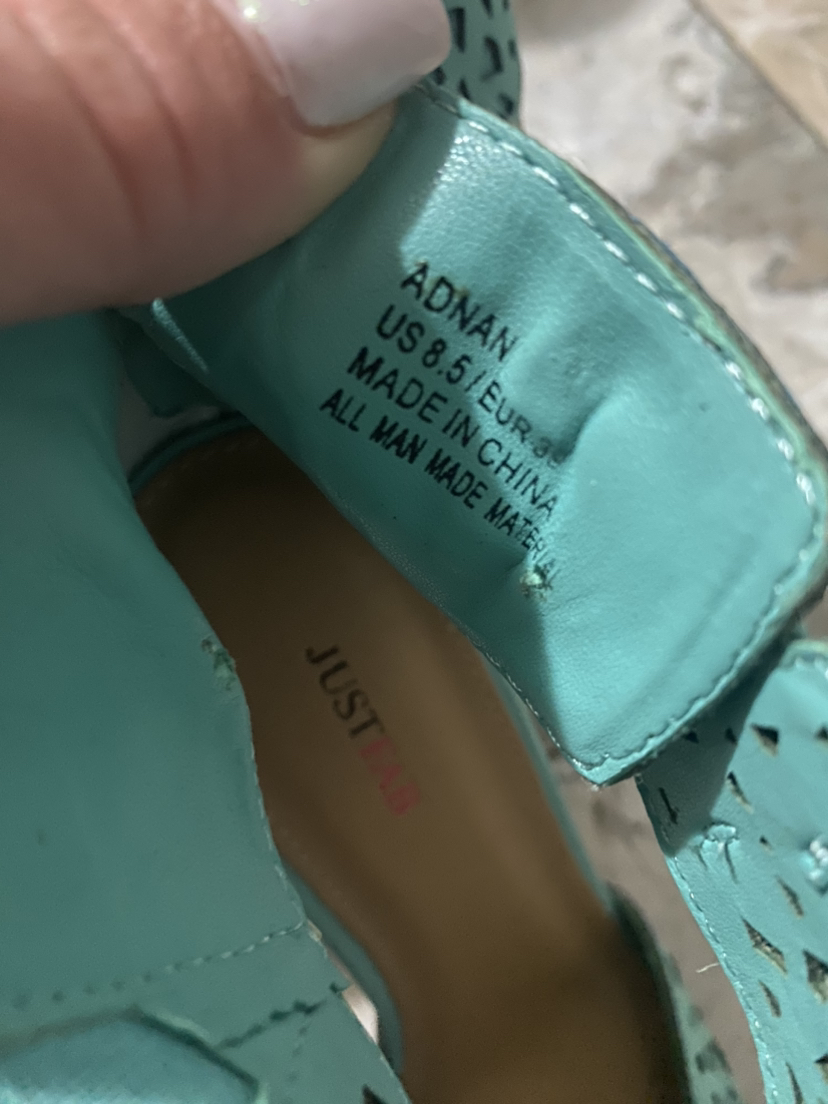 ADNAN
US 8.5 / EUR
MADE IN CHINA
ALL MAN MADE MATERIAL
JUSTFAB